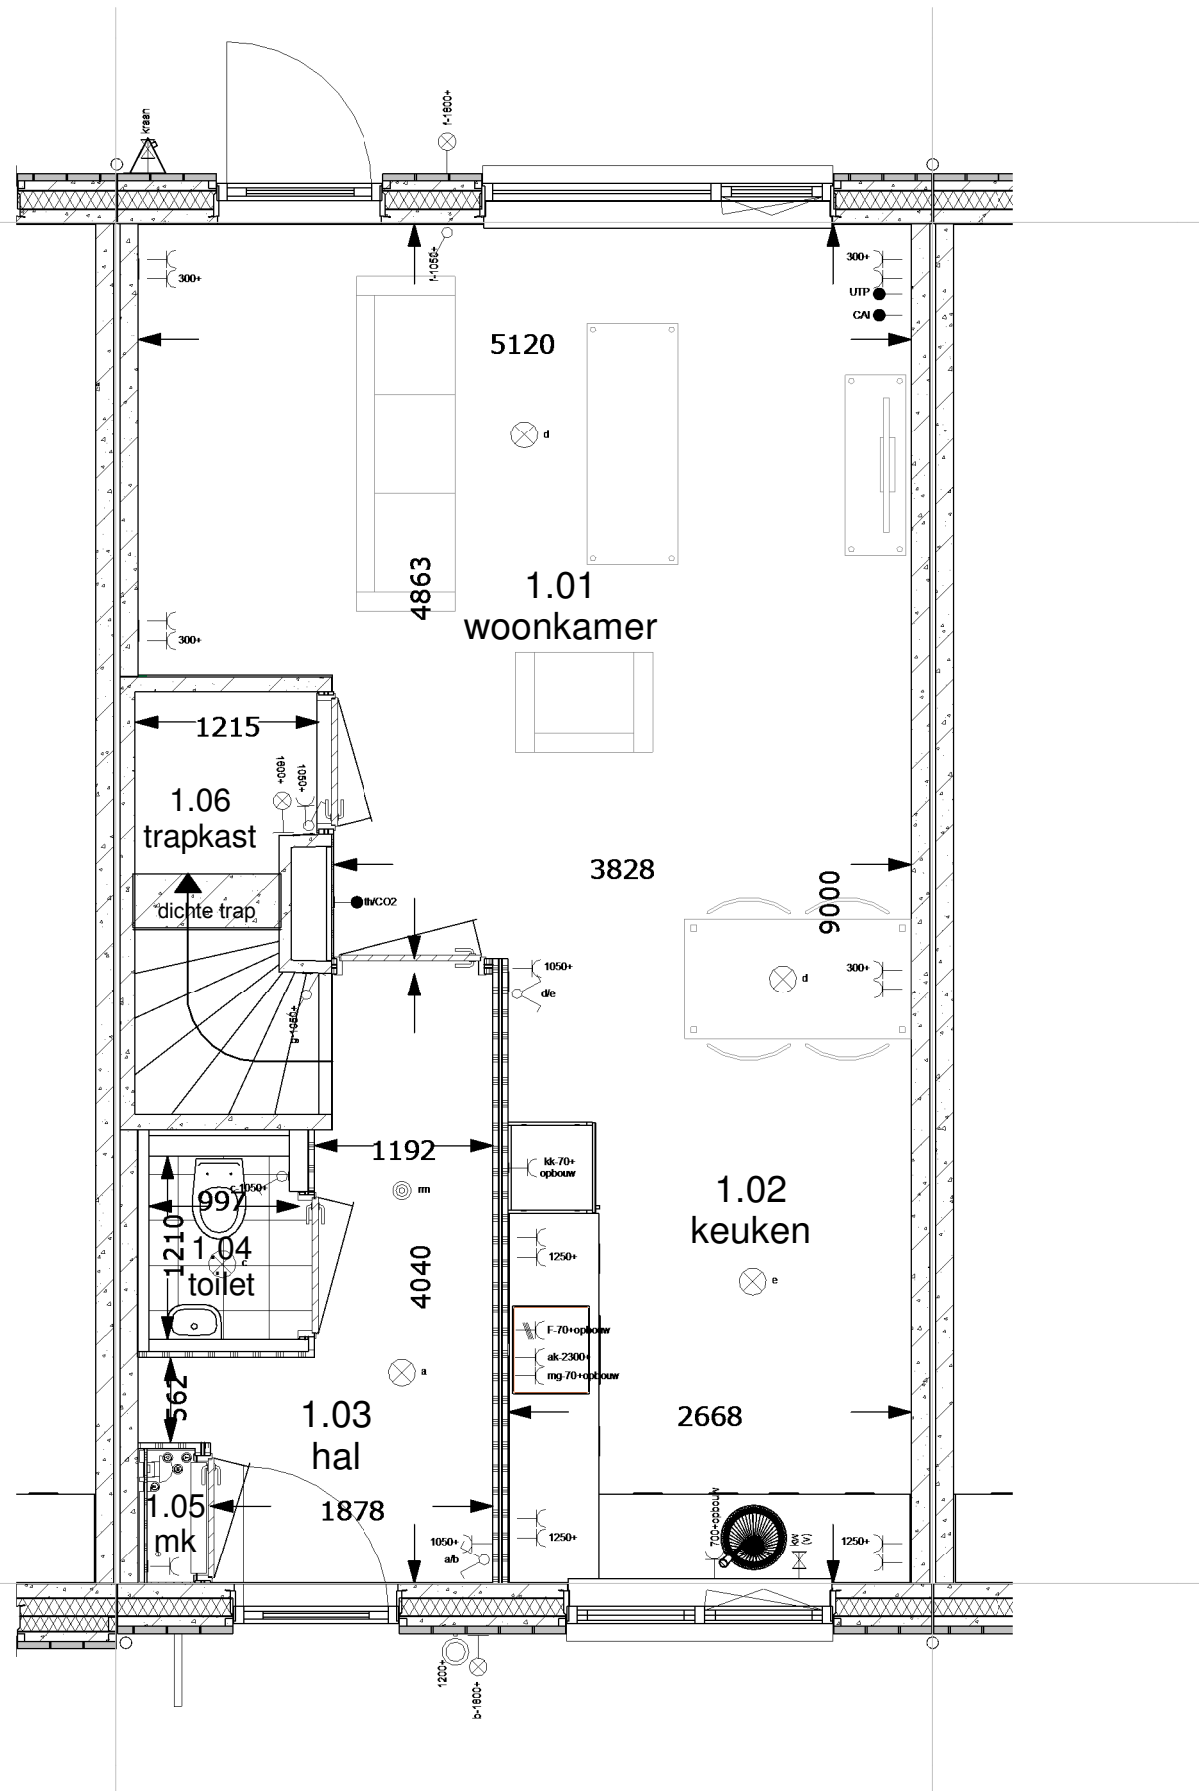 kraan
f-1800+
f-1050+
300+
300+
UTP
CAI
5120
d
4863
1.01
woonkamer
300+
1215
1800+
1050+
1.06
trapkast
3828
9000
th/CO2
dichte trap
1050+
d/e
300+
d
1192
kk-70+
opbouw
c-1050+
rm
997
1.02
keuken
1210
1.04
toilet
c
4040
1250+
e
F-70+opbouw
ak-2300+
mg-70+opbouw
a
562
1.03
hal
2668
1.05
mk
1878
1050+
a/b
1250+
700+opbouw
kw
(v)
1250+
1200+
b-1800+